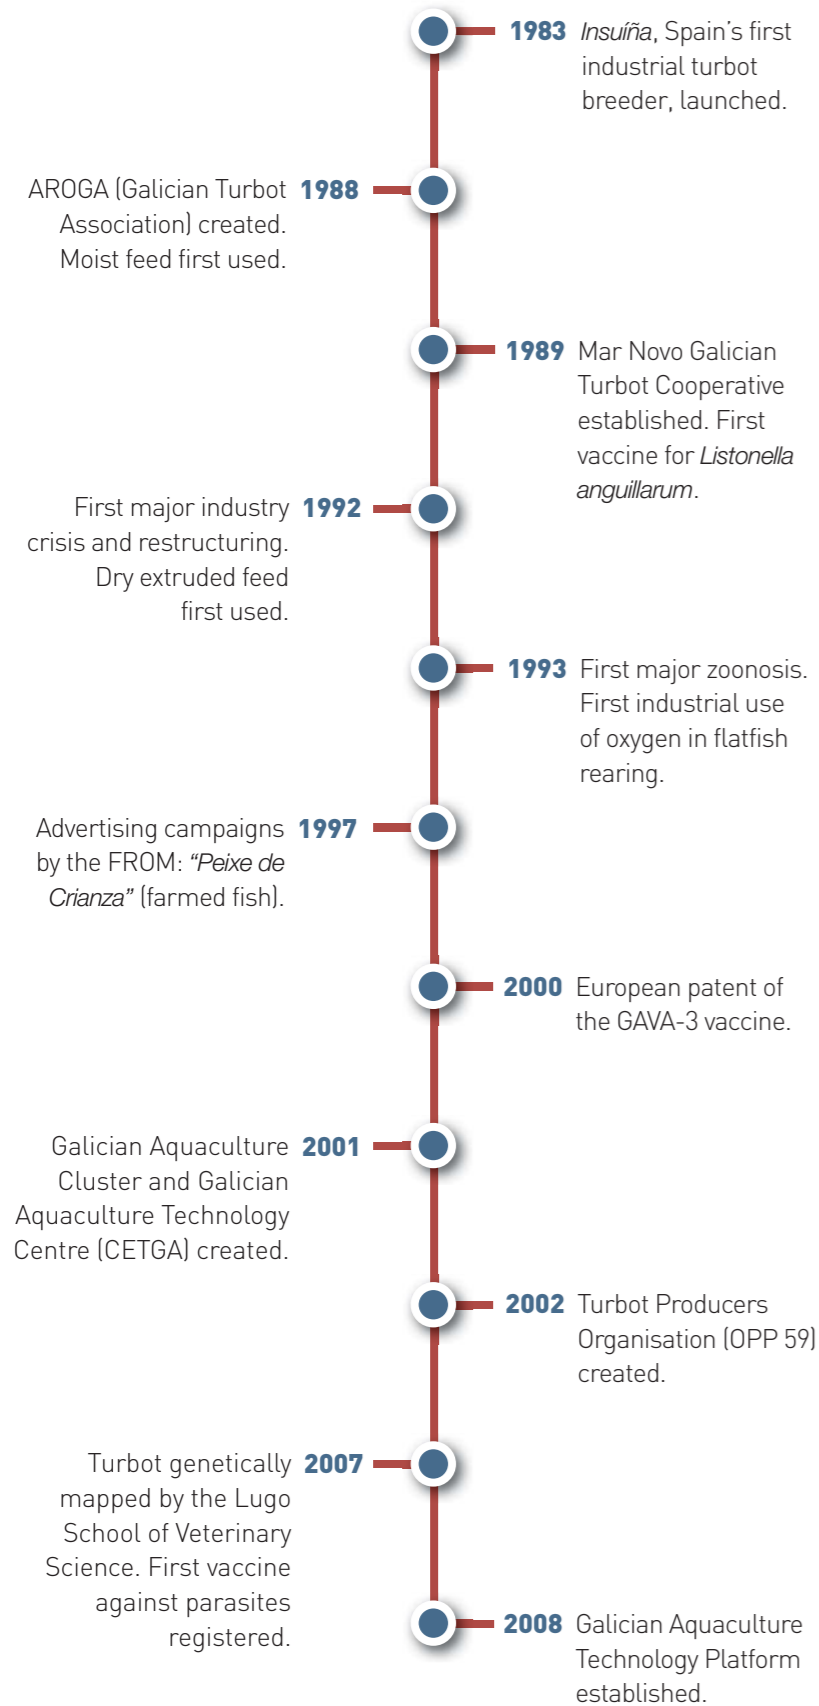 1983 Insuíña, Spain’s first
industrial turbot
breeder, launched.
AROGA (Galician Turbot 1988
Association) created.
Moist feed first used.
1989 Mar Novo Galician
Turbot Cooperative
established. First
vaccine for Listonella
anguillarum.
First major industry 1992
crisis and restructuring.
Dry extruded feed
first used.
1993 First major zoonosis.
First industrial use
of oxygen in flatfish
rearing.
Advertising campaigns 1997
by the FROM: “Peixe de
Crianza” (farmed fish).
2000 European patent of
the GAVA-3 vaccine.
Galician Aquaculture 2001
Cluster and Galician
Aquaculture Technology
Centre (CETGA) created.
2002 Turbot Producers
Organisation (OPP 59)
created.
Turbot genetically 2007
mapped by the Lugo
School of Veterinary
Science. First vaccine
against parasites
registered.
2008 Galician Aquaculture
Technology Platform
established.